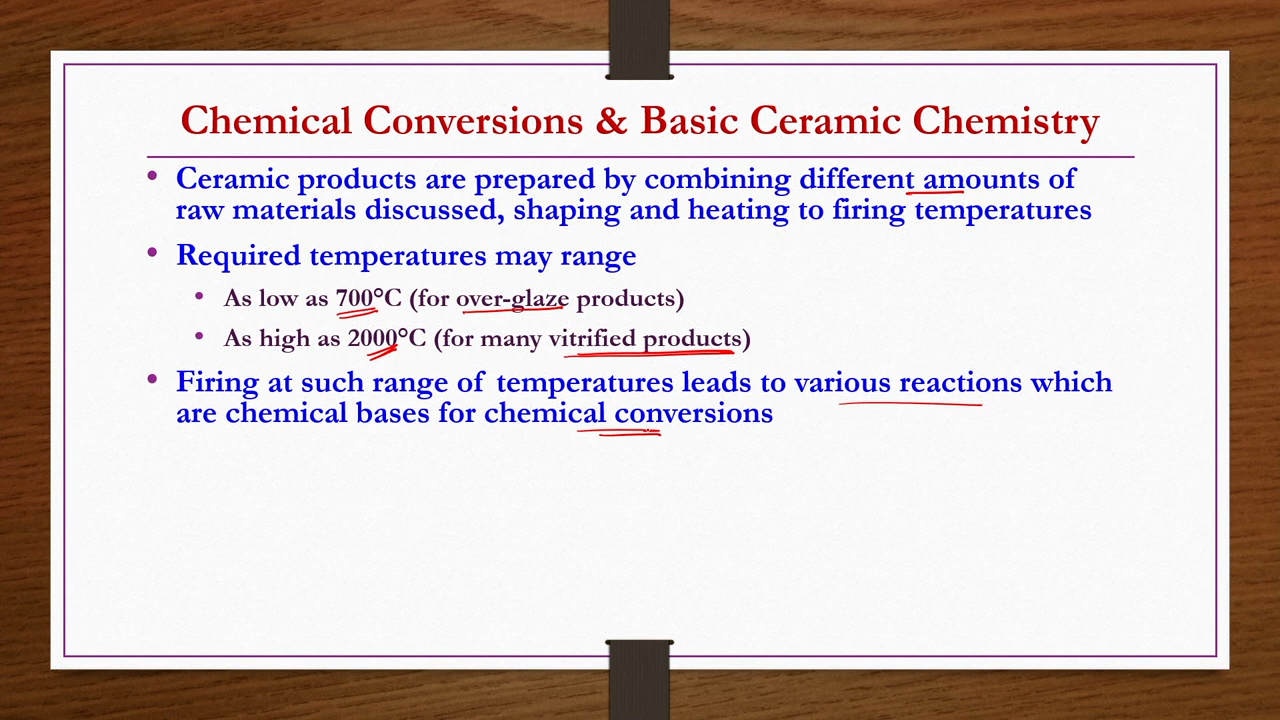 Chemical Conversions & Basic Ceramic Chemistry
• Ceramic products are prepared by combining different amounts of
raw materials discussed, shaping and heating to firing temperatures
• Required temperatures may range
• As low as 700°C (for over-glaze products)
• As high as 2000°C (for many vitrified products)
• Firing at such range of temperatures leads to various reactions which
are chemical bases for chemical conversions